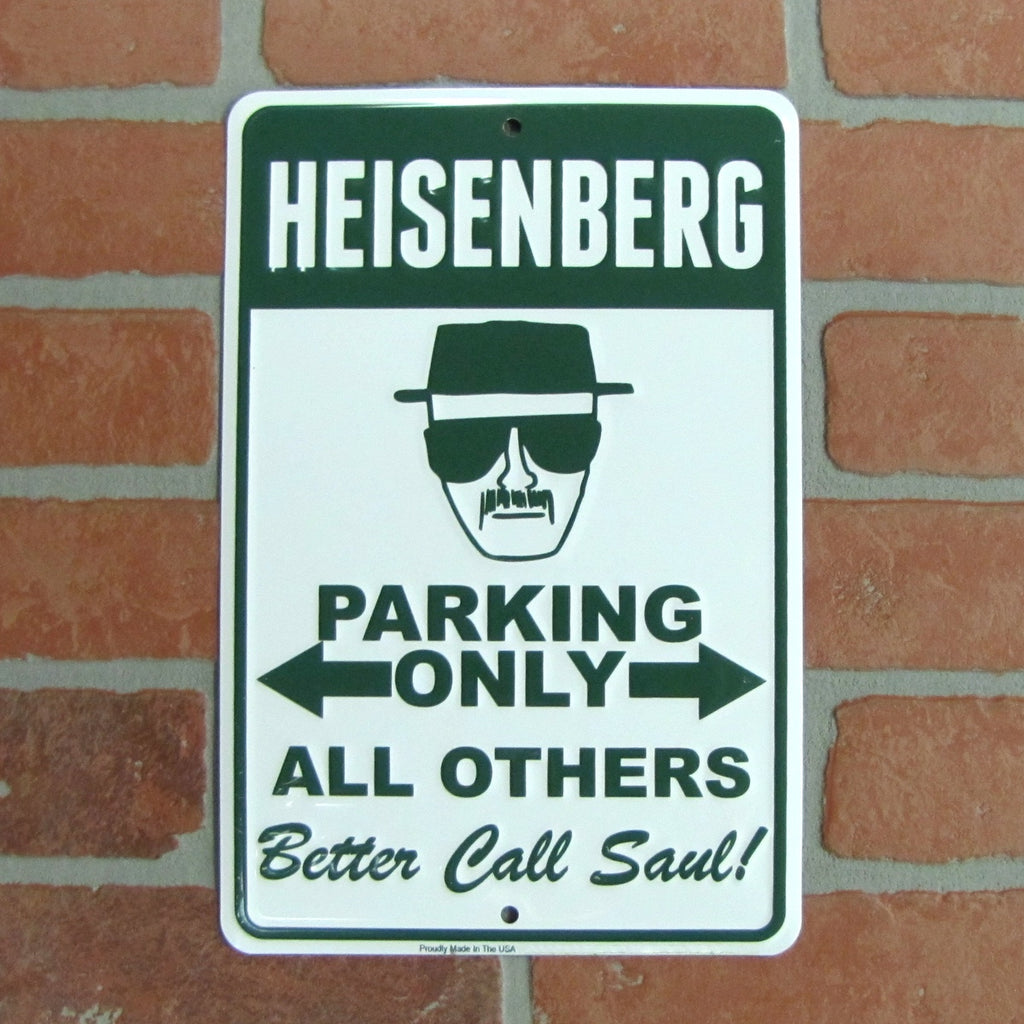 HEISENBERG
PARKING
ONLY
ALL OTHERS
Better Call Saul!
Proudly Made In The USA